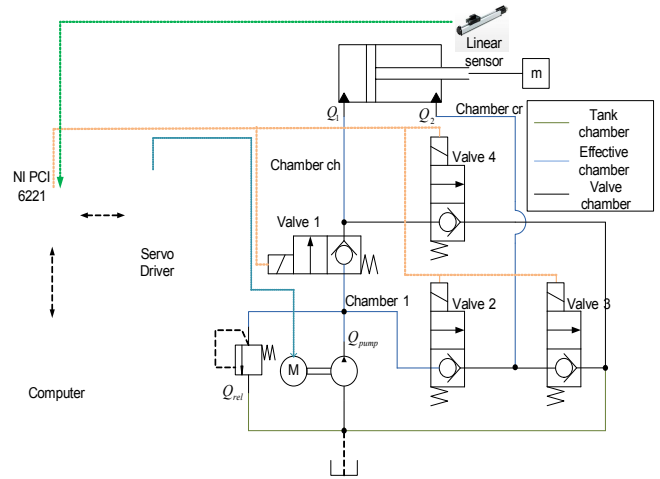 Linear
sensor
m
Q1
Q2
Chamber cr
Tank
chamber
Effective
chamber
Valve
chamber
Chamber ch
Valve 4
NI PCI
6221
Valve 1
Servo
Driver
Chamber 1
Valve 2
Valve 3
Qpump
M
Qrel
Computer